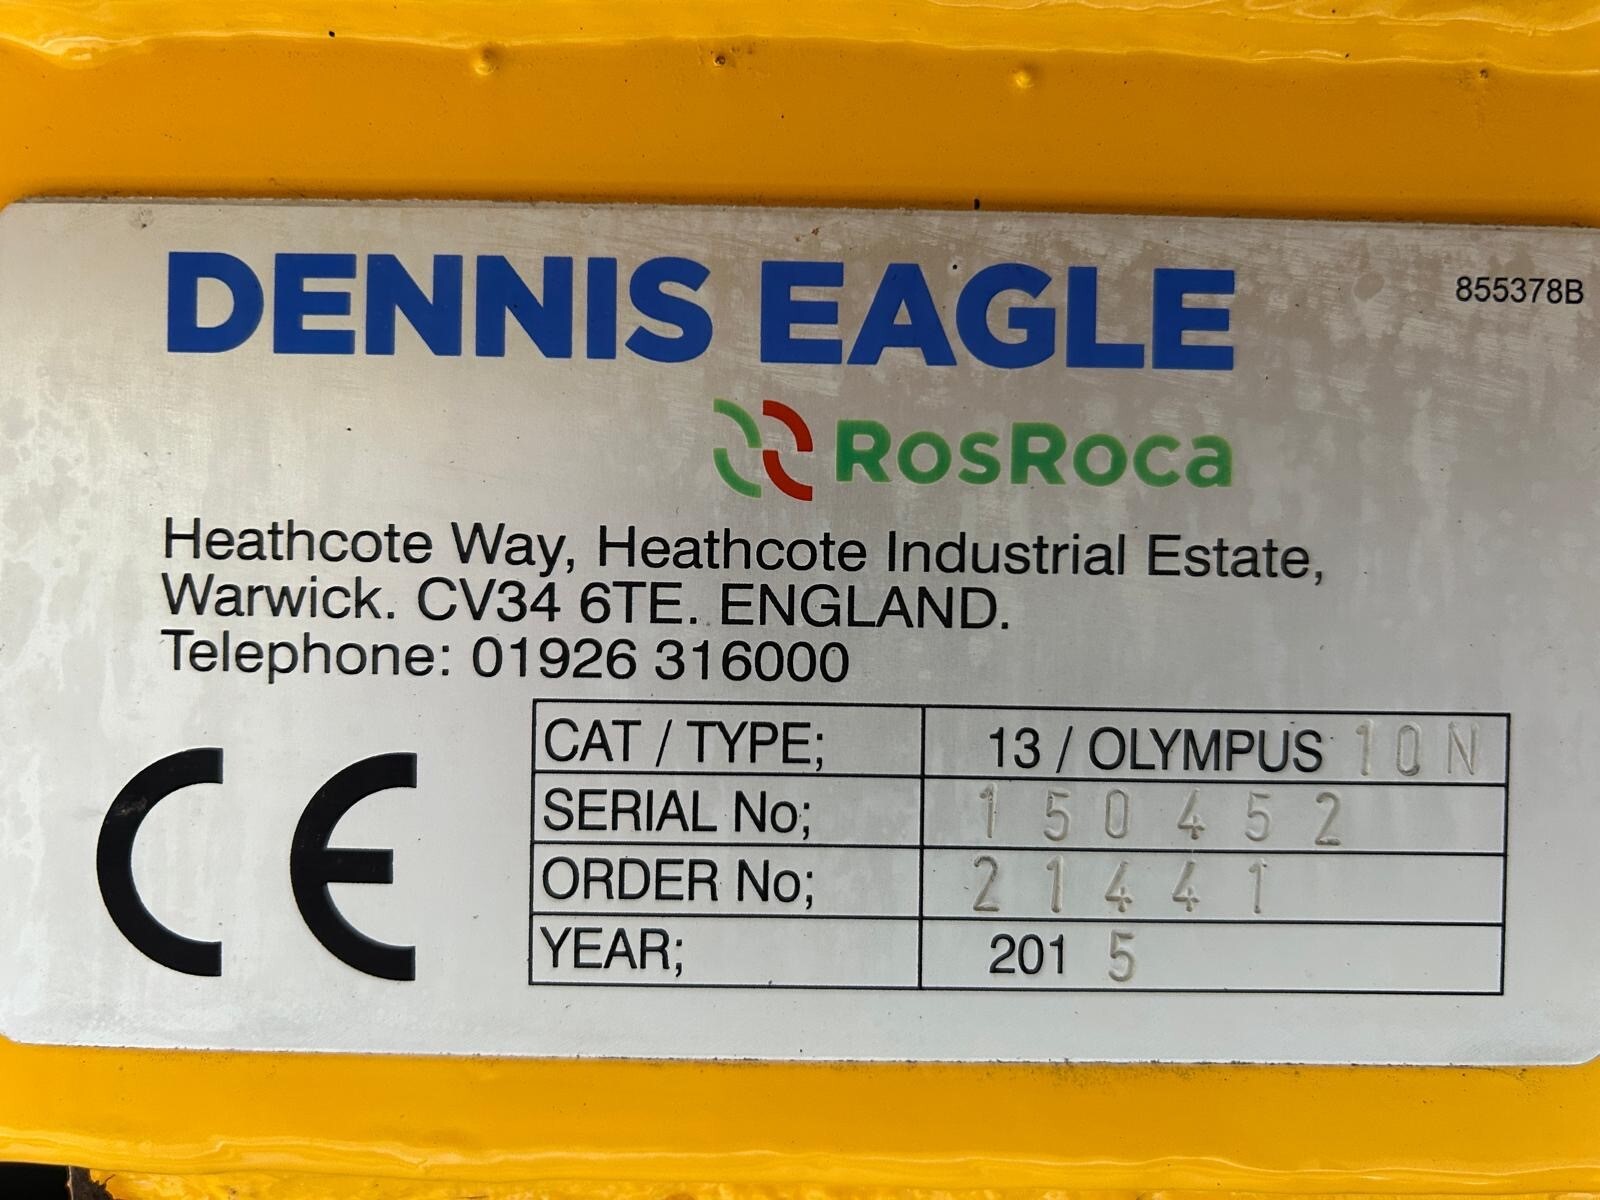 DENNIS EAGLE
855378B
RosRoca
Heathcote Way, Heathcote Industrial Estate,
Warwick. CV34 6TE. ENGLAND.
Telephone: 01926 316000
CE
CAT / TYPE; 13 / OLYMPUS 10N
SERIAL No; 150452
ORDER No; 21441
YEAR; 2015